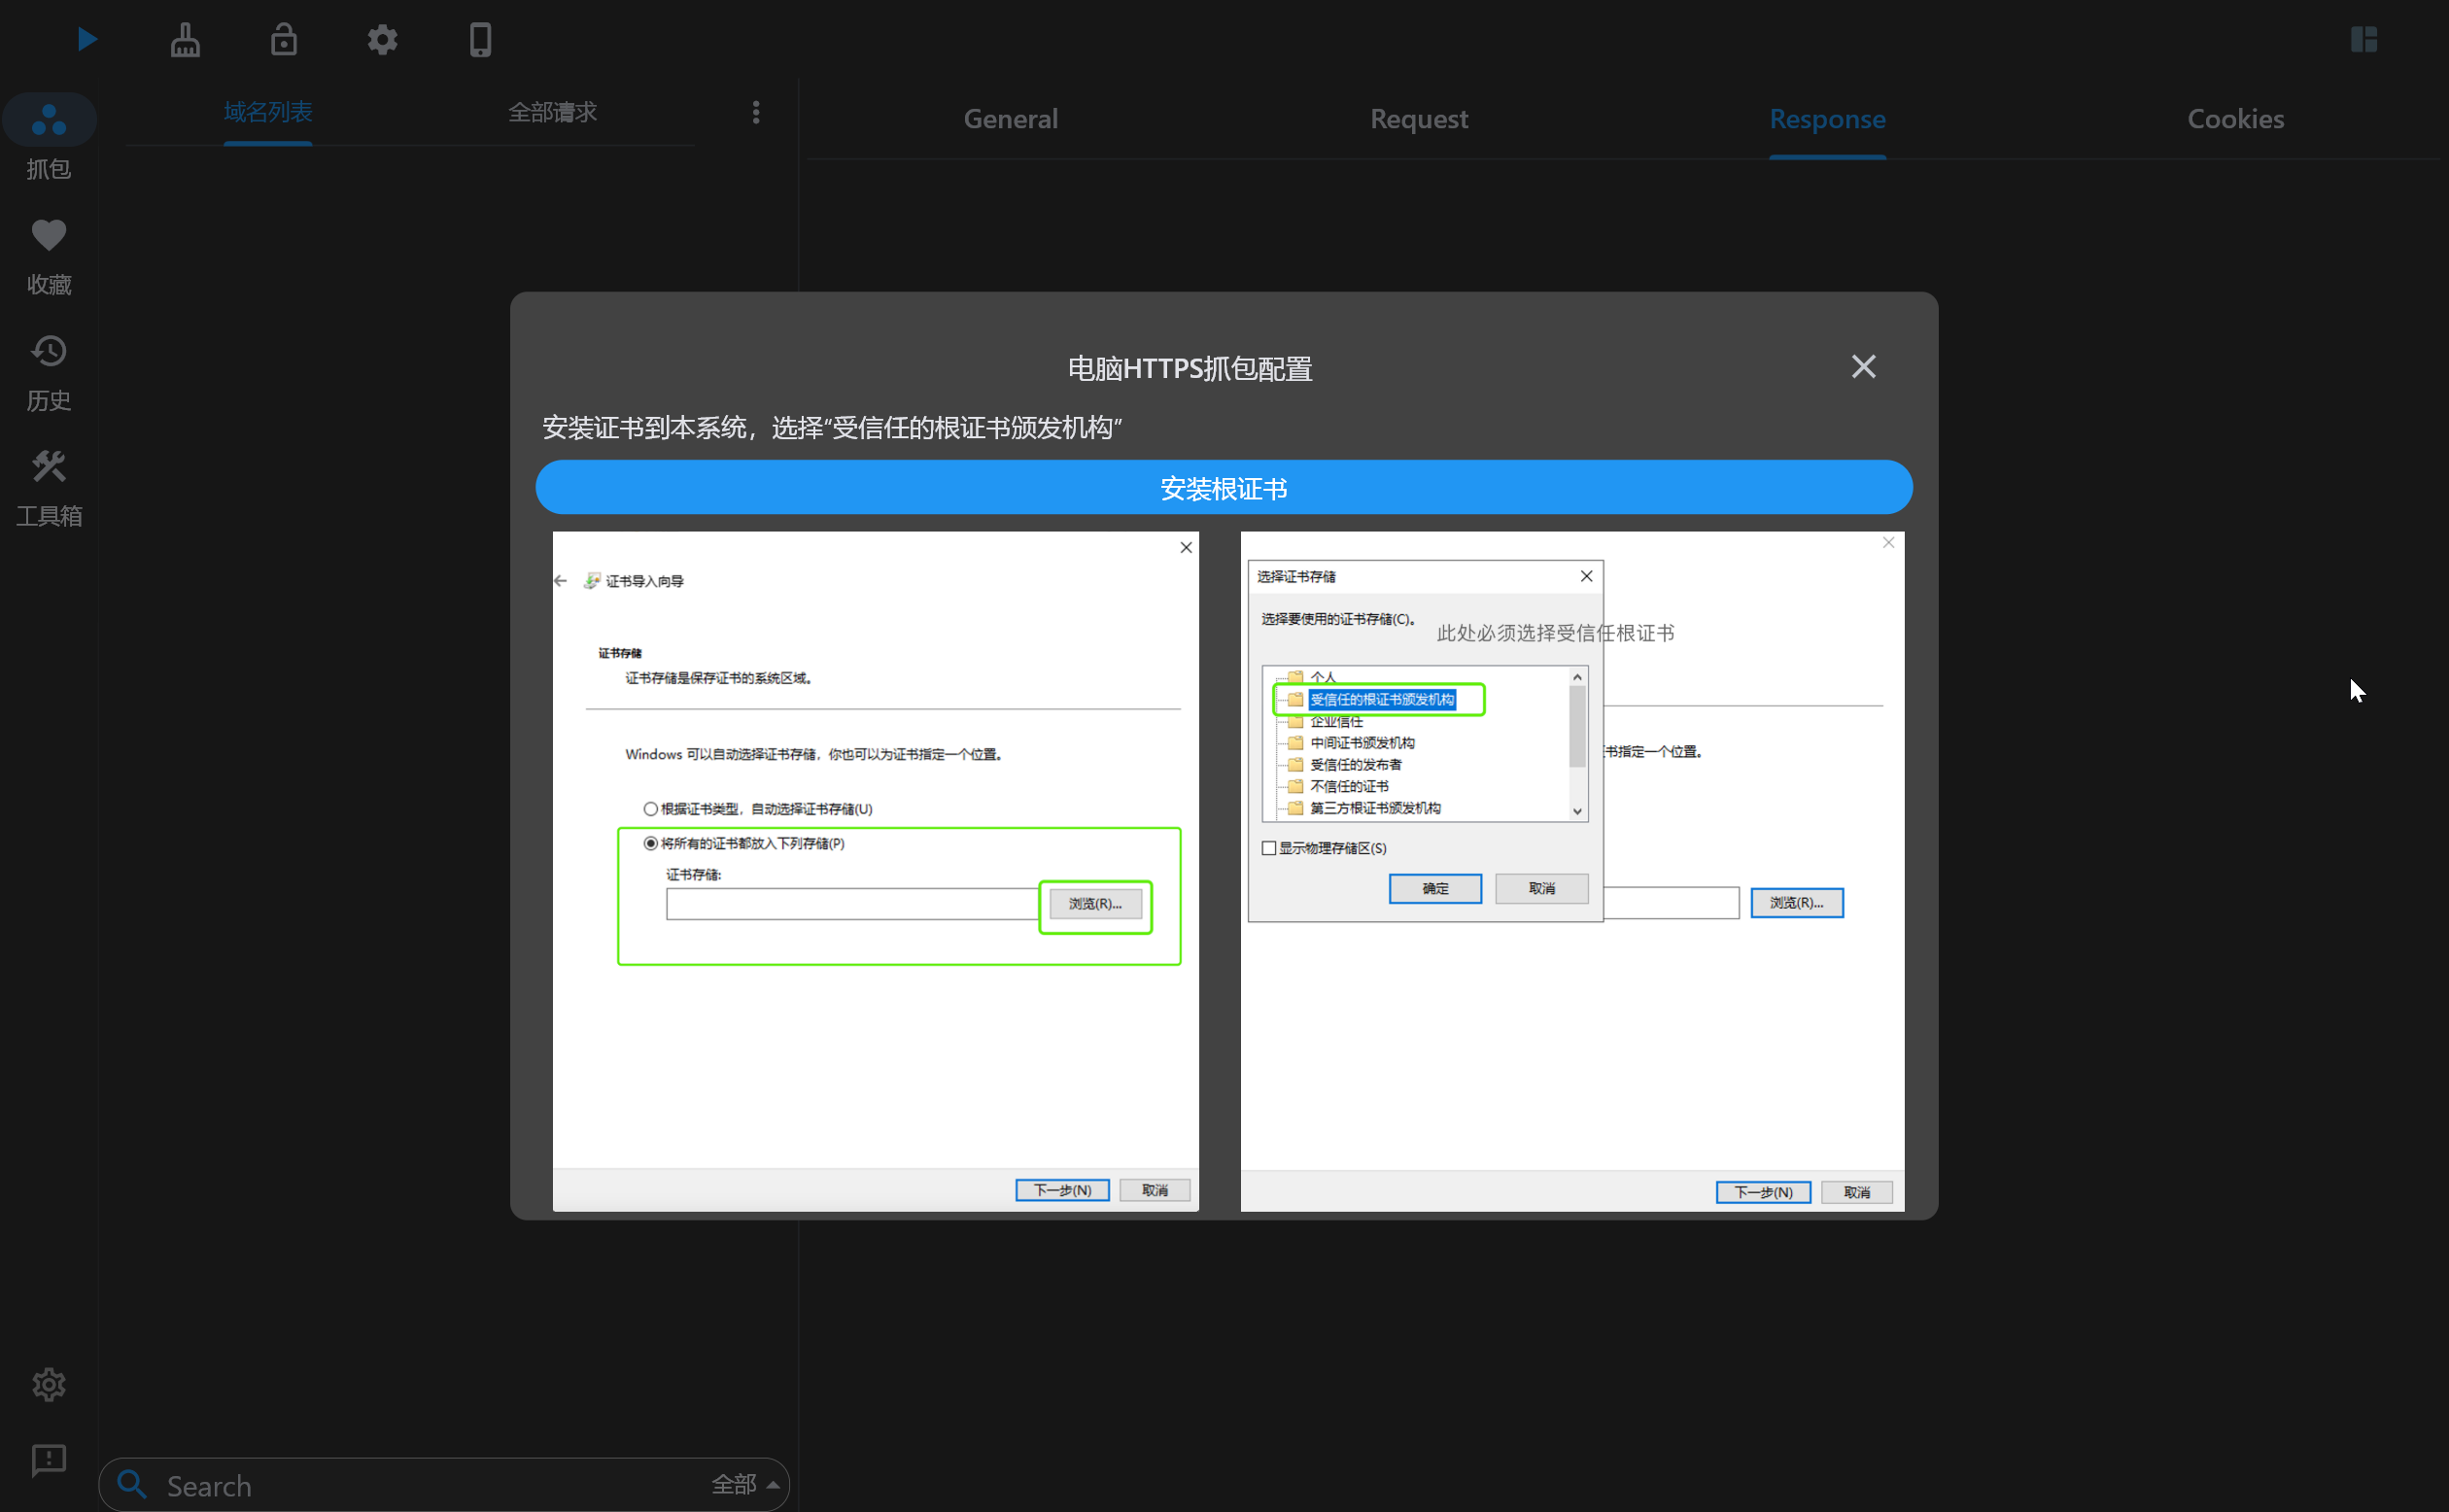 域名列表
全部请求
General
Request
Response
Cookies
抓包
收藏
历史
工具箱
电脑HTTPS抓包配置
安装证书到本系统，选择“受信任的根证书颁发机构”
安装根证书
证书导入向导
证书存储
证书存储是保存证书的系统区域。
Windows 可以自动选择证书存储，你也可以为证书指定一个位置。
根据证书类型，自动选择证书存储(U)
将所有的证书都放入下列存储(P)
证书存储:
浏览(R)...
下一步(N)
取消
选择证书存储
选择要使用的证书存储(C)。
此处必须选择受信任根证书
个人
受信任的根证书颁发机构
企业信任
中间证书颁发机构
受信任的发布者
不信任的证书
第三方根证书颁发机构
显示物理存储区(S)
确定
取消
书指定一个位置。
浏览(R)...
下一步(N)
取消
Search
全部